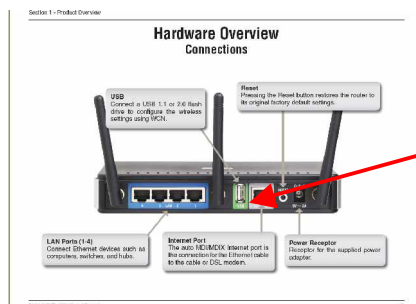 Section 1 - Product Overview
Hardware Overview
Connections
USB
Connect a USB 1.1 or 2.0 flash
drive to configure the wireless
settings using WCN.
Reset
Pressing the Reset button restores the router to
its original factory default settings.
LAN Ports (1-4)
Connect Ethernet devices such as
computers, switches, and hubs.
Internet Port
The auto MDI/MDIX Internet port is
the connection for the Ethernet cable
to the cable or DSL modem.
Power Receptor
Receptor for the supplied power
adapter.